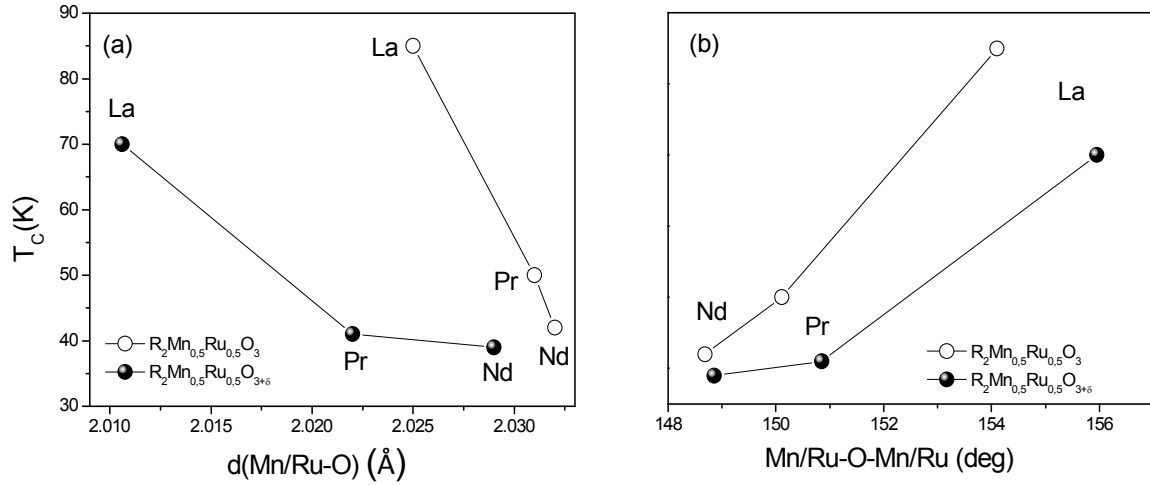 (a)
90
80
70
60
50
40
30
T_C(K)
La
La
Pr
Pr
Nd
Nd
R₂Mn₀,₅Ru₀,₅O₃
R₂Mn₀,₅Ru₀,₅O₃₊δ
2.010 2.015 2.020 2.025 2.030
d(Mn/Ru-O) (Å)
(b)
La
Nd
Pr
R₂Mn₀,₅Ru₀,₅O₃
R₂Mn₀,₅Ru₀,₅O₃₊δ
148 150 152 154 156
Mn/Ru-O-Mn/Ru (deg)